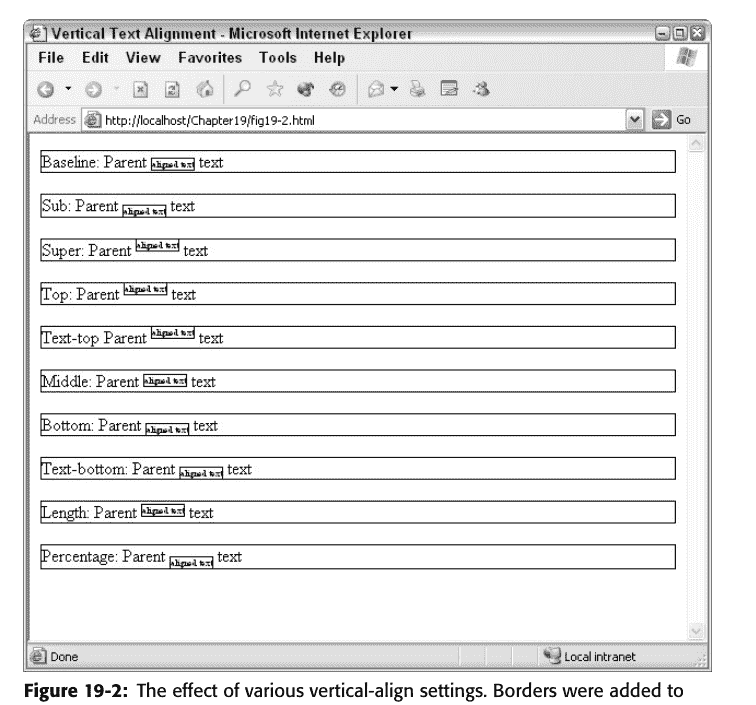 Vertical Text Alignment - Microsoft Internet Explorer
File Edit View Favorites Tools Help
Address http://localhost/Chapter19/fig19-2.html Go
Baseline: Parent aligned text text
Sub: Parent aligned text text
Super: Parent aligned text text
Top: Parent aligned text text
Text-top Parent aligned text text
Middle: Parent aligned text text
Bottom: Parent aligned text text
Text-bottom: Parent aligned text text
Length: Parent aligned text text
Percentage: Parent aligned text text
Done Local intranet
Figure 19-2: The effect of various vertical-align settings. Borders were added to